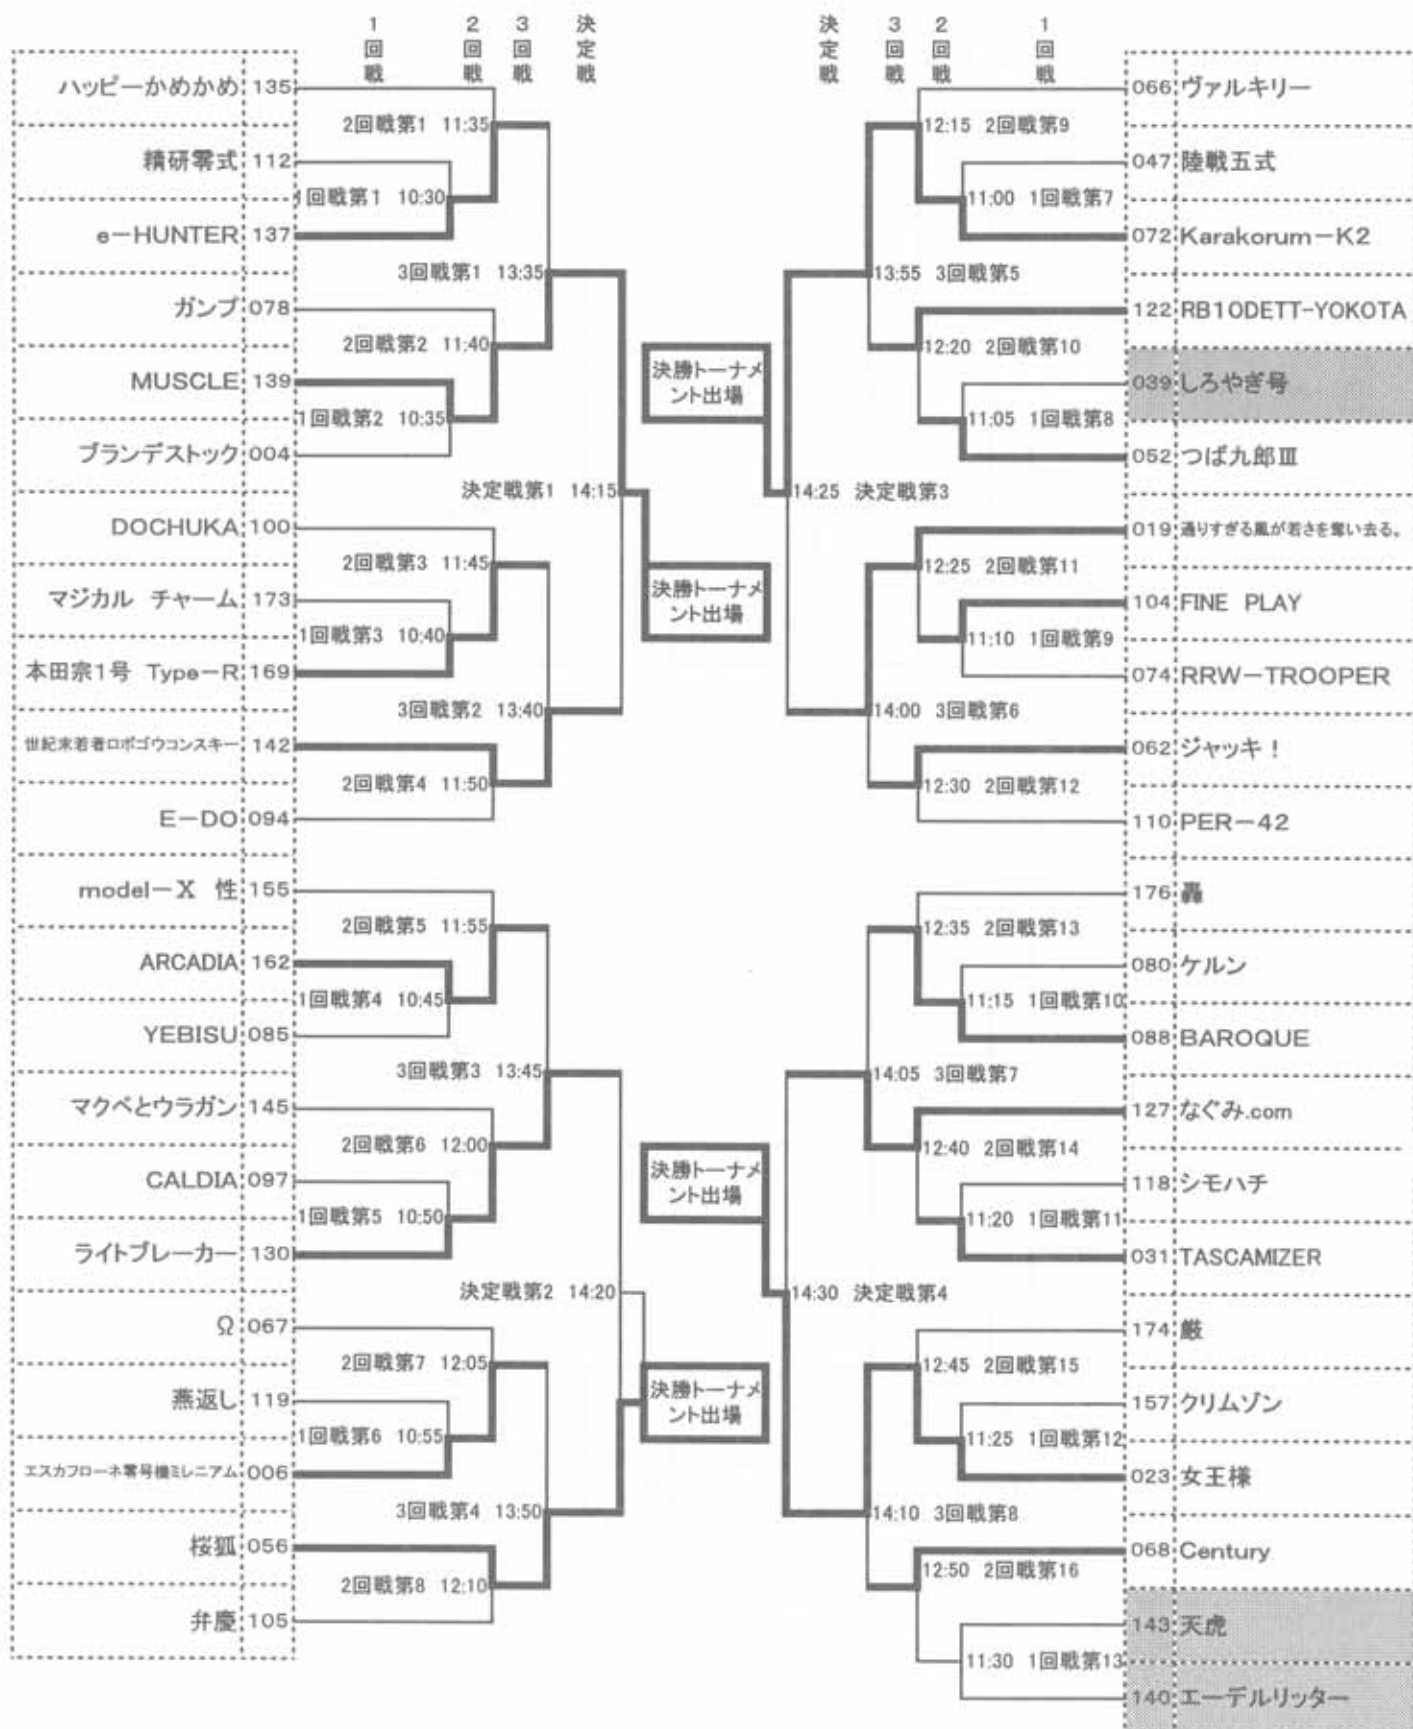 1回戦 2回戦 3回戦 決定戦 決定戦 3回戦 2回戦 1回戦
ハッピーかめかめ 135
2回戦第1 11:35
精研零式 112
1回戦第1 10:30
e-HUNTER 137
3回戦第1 13:35
ガンプ 078
2回戦第2 11:40
MUSCLE 139
1回戦第2 10:35
ブランデストック 004
決定戦第1 14:15
DOCHUKA 100
2回戦第3 11:45
マジカル チャーム 173
1回戦第3 10:40
本田宗1号 Type-R 169
3回戦第2 13:40
世紀末若者ロボゴウコンスキー 142
2回戦第4 11:50
E-DO 094
model-X 性 155
2回戦第5 11:55
ARCADIA 162
1回戦第4 10:45
YEBISU 085
3回戦第3 13:45
マクベとウラガン 145
2回戦第6 12:00
CALDIA 097
1回戦第5 10:50
ライトブレーカー 130
決定戦第2 14:20
Ω 067
2回戦第7 12:05
燕返し 119
1回戦第6 10:55
エスカフローネ零号機ミレニアム 006
3回戦第4 13:50
桜狐 056
2回戦第8 12:10
弁慶 105
決勝トーナメ
ント出場
決勝トーナメ
ント出場
決勝トーナメ
ント出場
決勝トーナメ
ント出場
066 ヴァルキリー
12:15 2回戦第9
047 陸戦五式
11:00 1回戦第7
072 Karakorum-K2
13:55 3回戦第5
122 RB1ODETT-YOKOTA
12:20 2回戦第10
039 しろやぎ号
11:05 1回戦第8
052 つば九郎Ⅲ
14:25 決定戦第3
019 通りすぎる風が若さを奪い去る。
12:25 2回戦第11
104 FINE PLAY
11:10 1回戦第9
074 RRW-TROOPER
14:00 3回戦第6
062 ジャッキ！
12:30 2回戦第12
110 PER-42
176 轟
12:35 2回戦第13
080 ケルン
11:15 1回戦第10
088 BAROQUE
14:05 3回戦第7
127 なぐみ.com
12:40 2回戦第14
118 シモハチ
11:20 1回戦第11
031 TASCAMIZER
14:30 決定戦第4
174 厳
12:45 2回戦第15
157 クリムゾン
11:25 1回戦第12
023 女王様
14:10 3回戦第8
068 Century
12:50 2回戦第16
143 天虎
11:30 1回戦第13
140 エーデルリッター